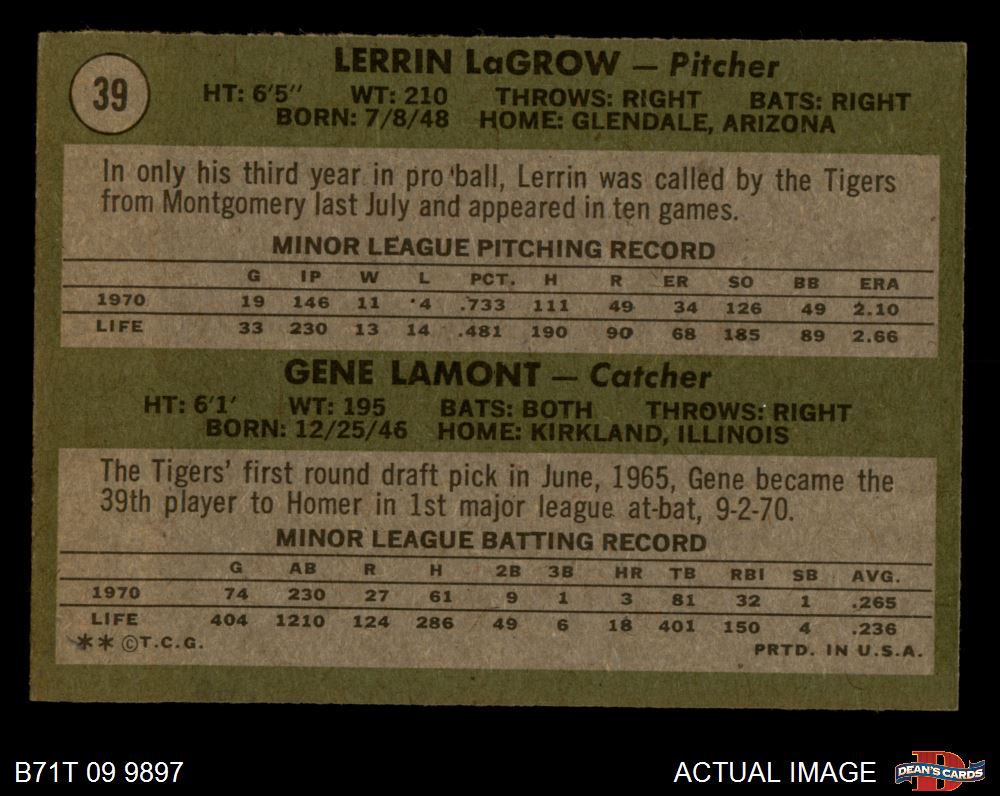 39
LERRIN LaGROW — Pitcher
HT: 6'5" WT: 210 THROWS: RIGHT BATS: RIGHT
BORN: 7/8/48 HOME: GLENDALE, ARIZONA
In only his third year in pro ball, Lerrin was called by the Tigers
from Montgomery last July and appeared in ten games.
MINOR LEAGUE PITCHING RECORD
G IP W L PCT. H R ER SO BB ERA
1970 19 146 11 4 .733 111 49 34 126 49 2.10
LIFE 33 230 13 14 .481 190 90 68 185 89 2.66
GENE LAMONT — Catcher
HT: 6'1' WT: 195 BATS: BOTH THROWS: RIGHT
BORN: 12/25/46 HOME: KIRKLAND, ILLINOIS
The Tigers' first round draft pick in June, 1965, Gene became the
39th player to Homer in 1st major league at-bat, 9-2-70.
MINOR LEAGUE BATTING RECORD
G AB R H 2B 3B HR TB RBI SB AVG.
1970 74 230 27 61 9 1 3 81 32 1 .265
LIFE 404 1210 124 286 49 6 18 401 150 4 .236
** ©T.C.G. PRTD. IN U.S.A.
B71T 09 9897 ACTUAL IMAGE D DEAN'S CARDS